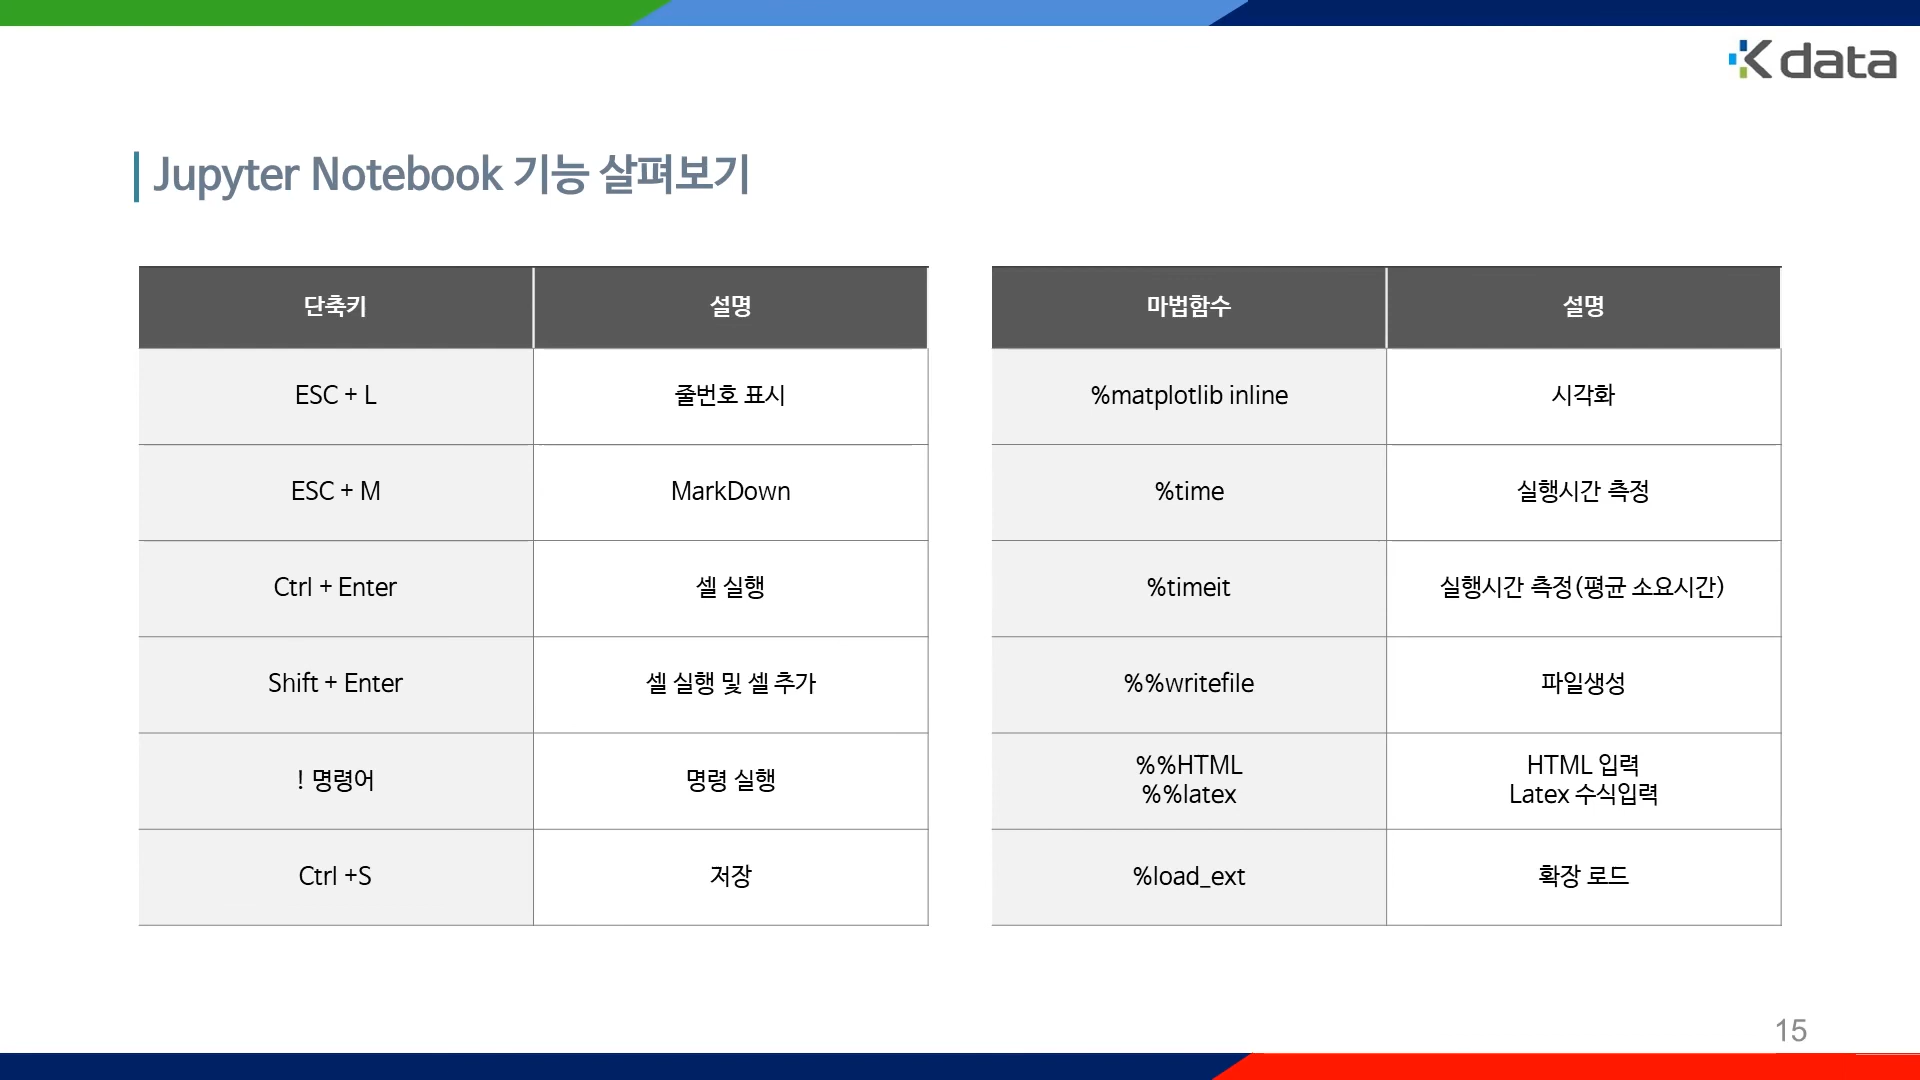 K data
Jupyter Notebook 기능 살펴보기
단축키 설명
ESC + L 줄번호 표시
ESC + M MarkDown
Ctrl + Enter 셀 실행
Shift + Enter 셀 실행 및 셀 추가
! 명령어 명령 실행
Ctrl +S 저장
마법함수 설명
%matplotlib inline 시각화
%time 실행시간 측정
%timeit 실행시간 측정(평균 소요시간)
%%writefile 파일생성
%%HTML HTML 입력
%%latex Latex 수식입력
%load_ext 확장 로드
15